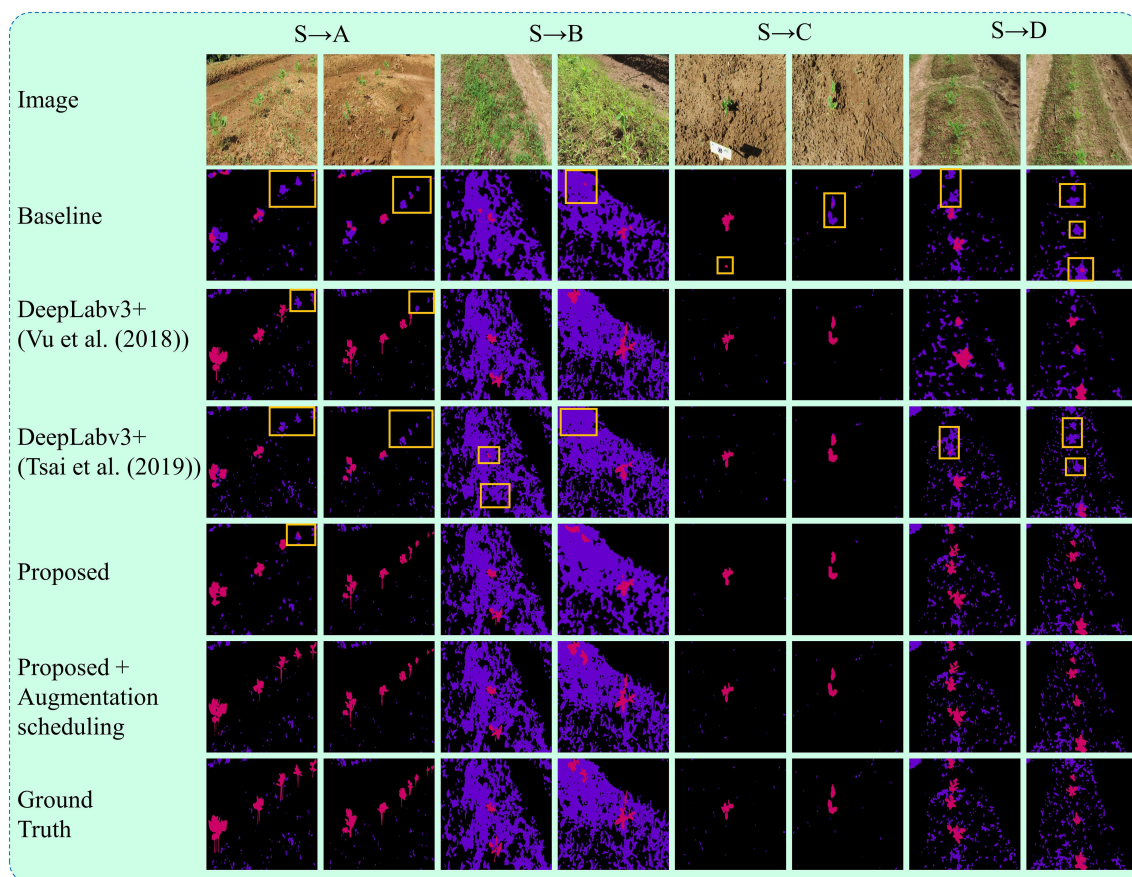 S→A S→B S→C S→D
Image
Baseline
DeepLabv3+
(Vu et al. (2018))
DeepLabv3+
(Tsai et al. (2019))
Proposed
Proposed +
Augmentation
scheduling
Ground
Truth